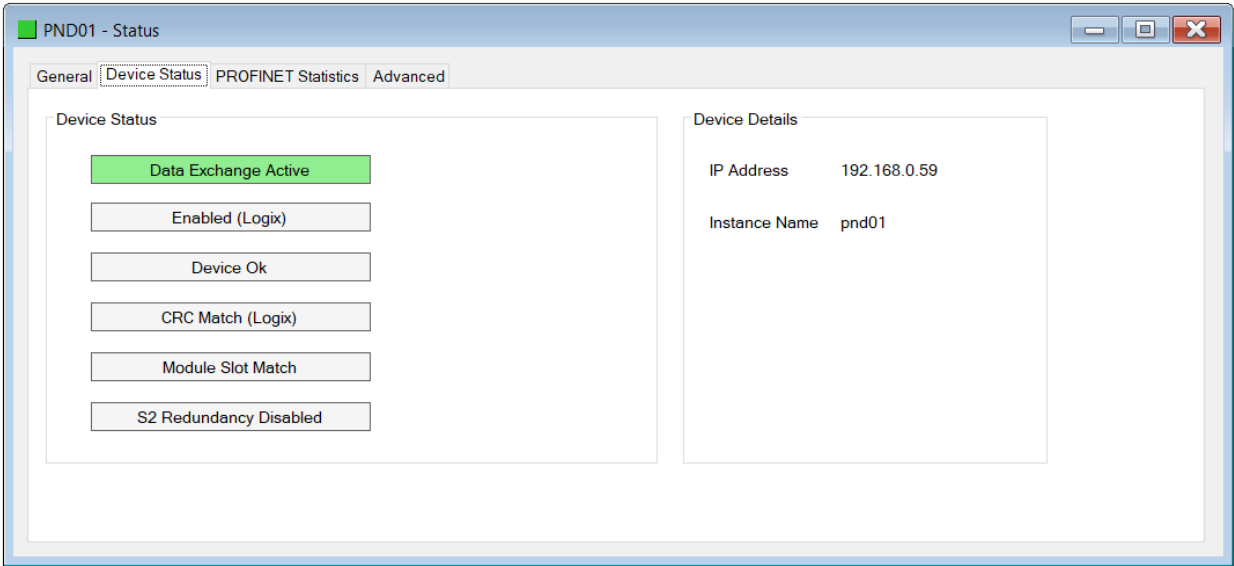 PND01 - Status
General Device Status PROFINET Statistics Advanced
Device Status
Data Exchange Active
Enabled (Logix)
Device Ok
CRC Match (Logix)
Module Slot Match
S2 Redundancy Disabled
Device Details
IP Address 192.168.0.59
Instance Name pnd01